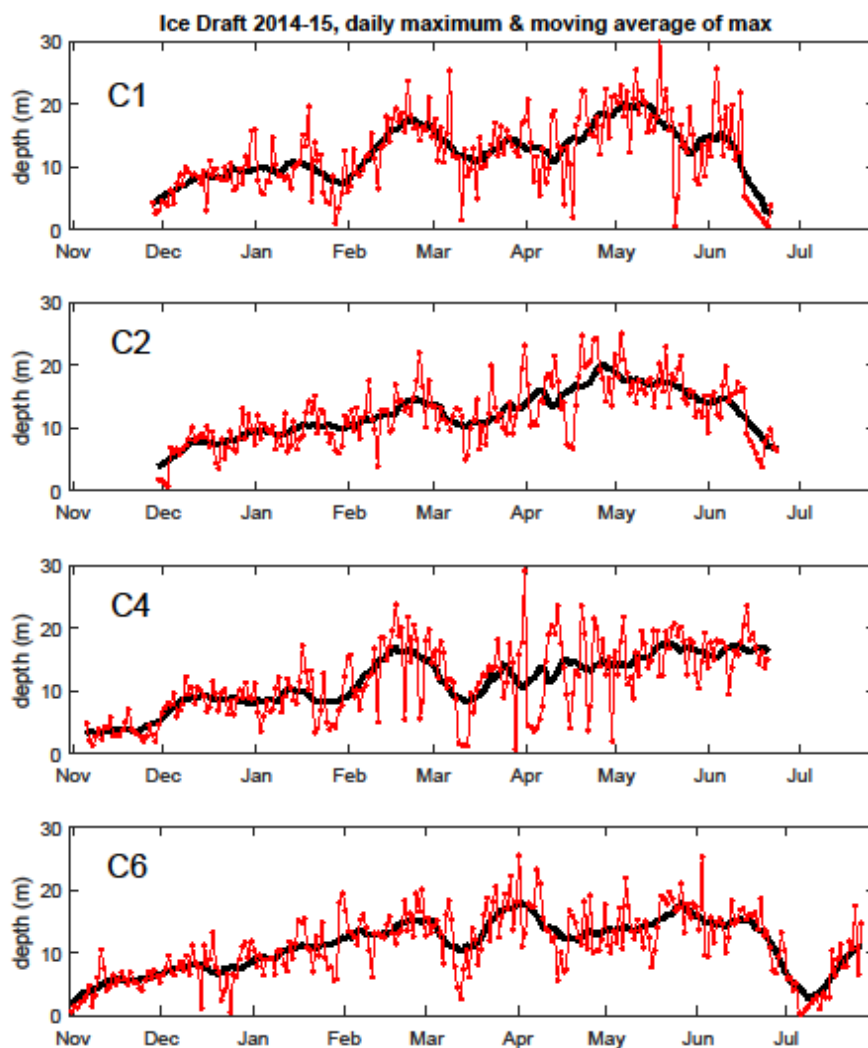 Ice Draft 2014-15, daily maximum & moving average of max
C1
depth (m)
30
20
10
0
Nov Dec Jan Feb Mar Apr May Jun Jul
C2
depth (m)
30
20
10
0
Nov Dec Jan Feb Mar Apr May Jun Jul
C4
depth (m)
30
20
10
0
Nov Dec Jan Feb Mar Apr May Jun Jul
C6
depth (m)
30
20
10
0
Nov Dec Jan Feb Mar Apr May Jun Jul